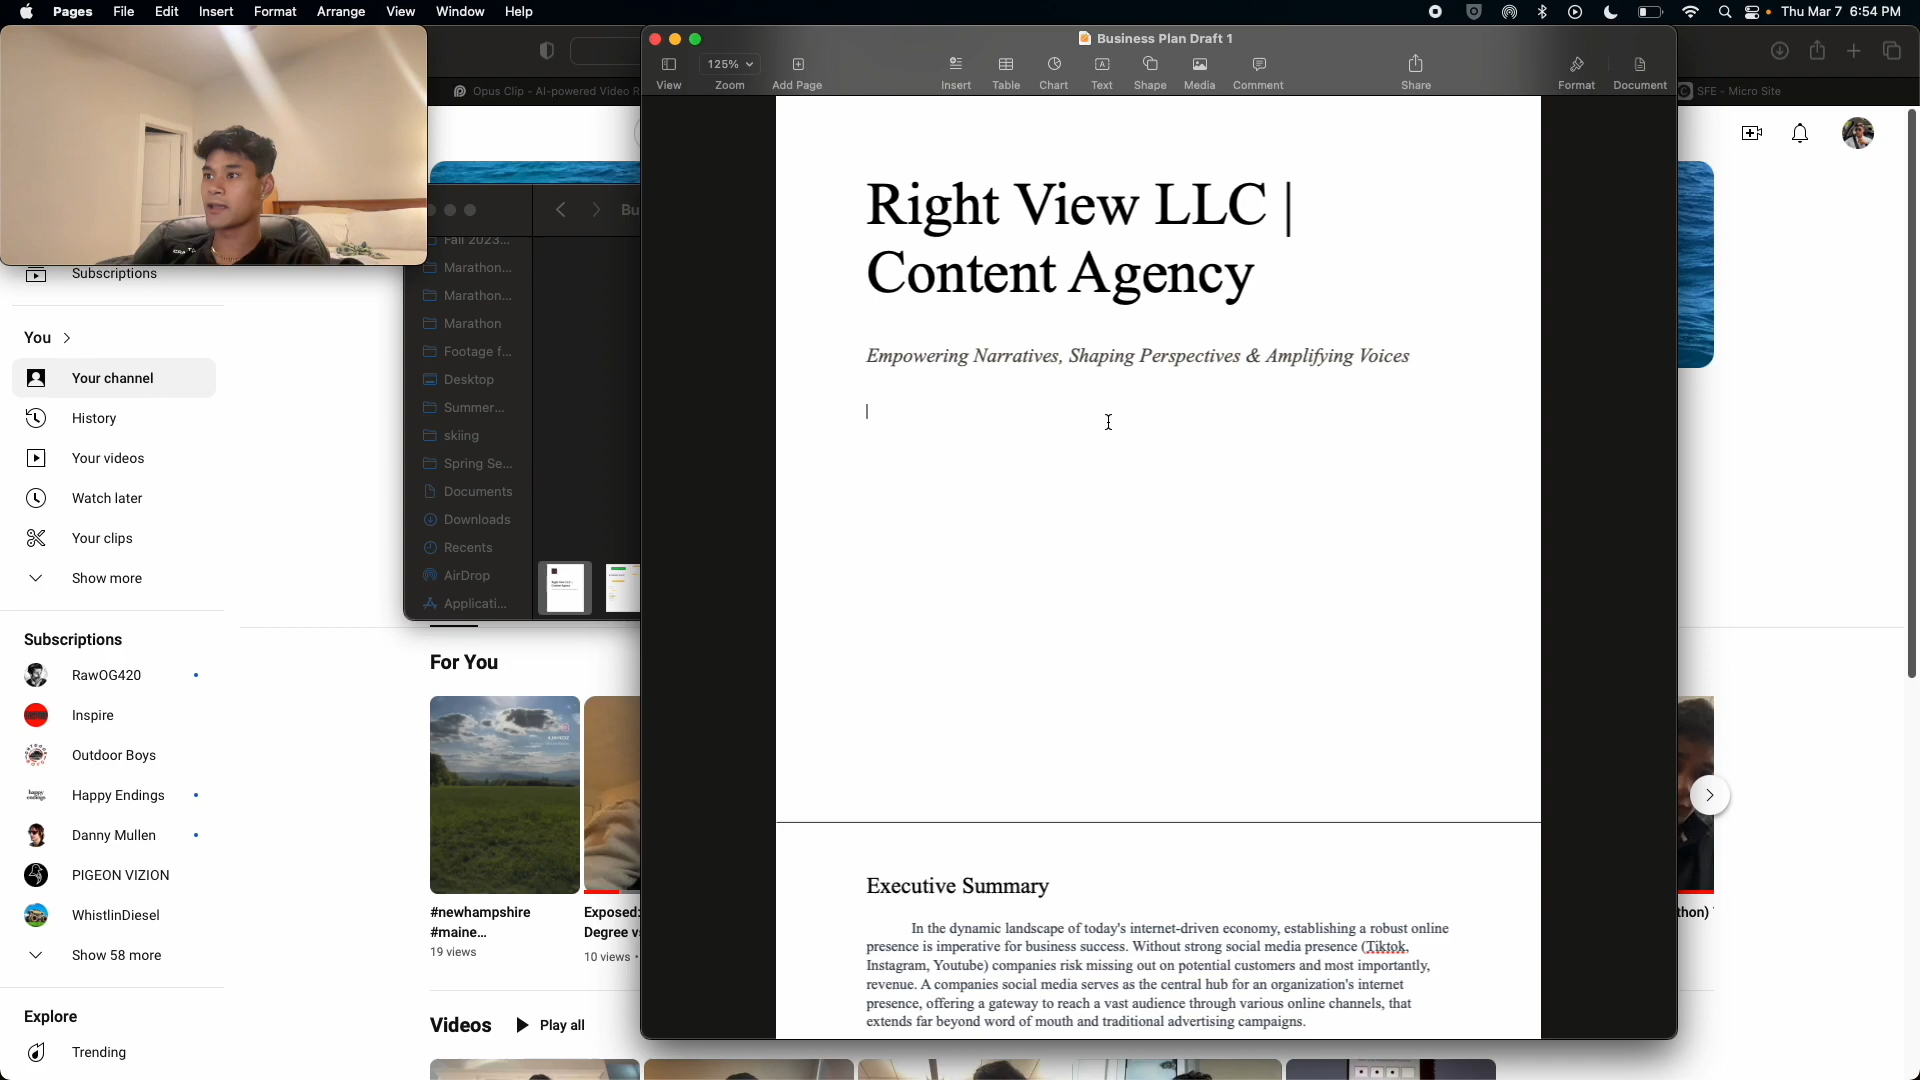 Pages File Edit Insert Format Arrange View Window Help
Thu Mar 7 6:54 PM
Opus Clip - AI-powered Video R
Business Plan Draft 1
125%
View Zoom Add Page Insert Table Chart Text Shape Media Comment Share Format Document
SFE - Micro Site
Subscriptions
You
Your channel
History
Your videos
Watch later
Your clips
Show more
Subscriptions
RawOG420
Inspire
Outdoor Boys
Happy Endings
Danny Mullen
PIGEON VIZION
WhistlinDiesel
Show 58 more
Explore
Trending
Bu
Fall 2023...
Marathon...
Marathon...
Marathon
Footage f...
Desktop
Summer...
skiing
Spring Se...
Documents
Downloads
Recents
AirDrop
Applicati...
Right View LLC |
Content Agency
Empowering Narratives, Shaping Perspectives & Amplifying Voices
Executive Summary
In the dynamic landscape of today's internet-driven economy, establishing a robust online
presence is imperative for business success. Without strong social media presence (Tiktok,
Instagram, Youtube) companies risk missing out on potential customers and most importantly,
revenue. A companies social media serves as the central hub for an organization's internet
presence, offering a gateway to reach a vast audience through various online channels, that
extends far beyond word of mouth and traditional advertising campaigns.
For You
#newhampshire
#maine...
19 views
Exposed:
Degree v
10 views •
thon)
Videos
Play all